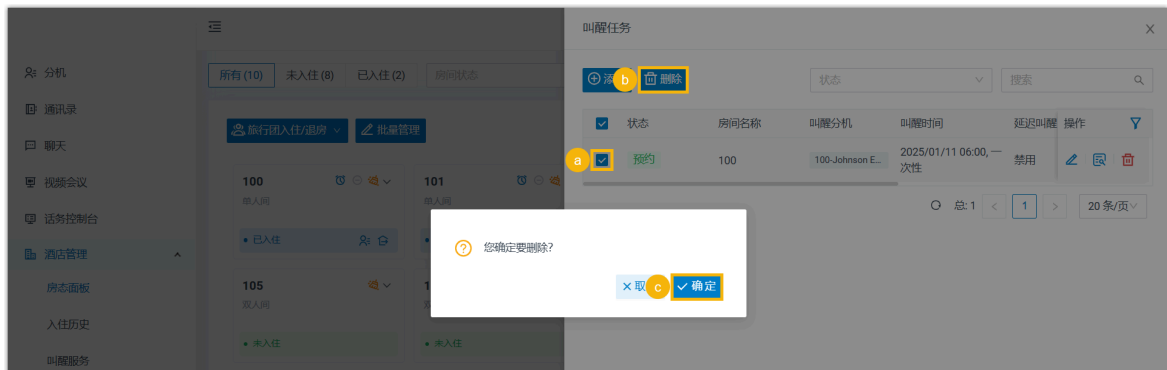 分机
通讯录
聊天
视频会议
话务控制台
酒店管理
房态面板
入住历史
叫醒服务
所有 (10)
未入住 (8)
已入住 (2)
房间状态
旅行团入住/退房
批量管理
100
单人间
已入住
101
单人间
105
双人间
未入住
未入住
叫醒任务
添
b
删除
状态
搜索
状态
房间名称
叫醒分机
叫醒时间
延迟叫醒
操作
a
预约
100
100-Johnson E...
2025/01/11 06:00, 一
次性
禁用
总: 1
1
20 条/页
您确定要删除?
取
c
确定